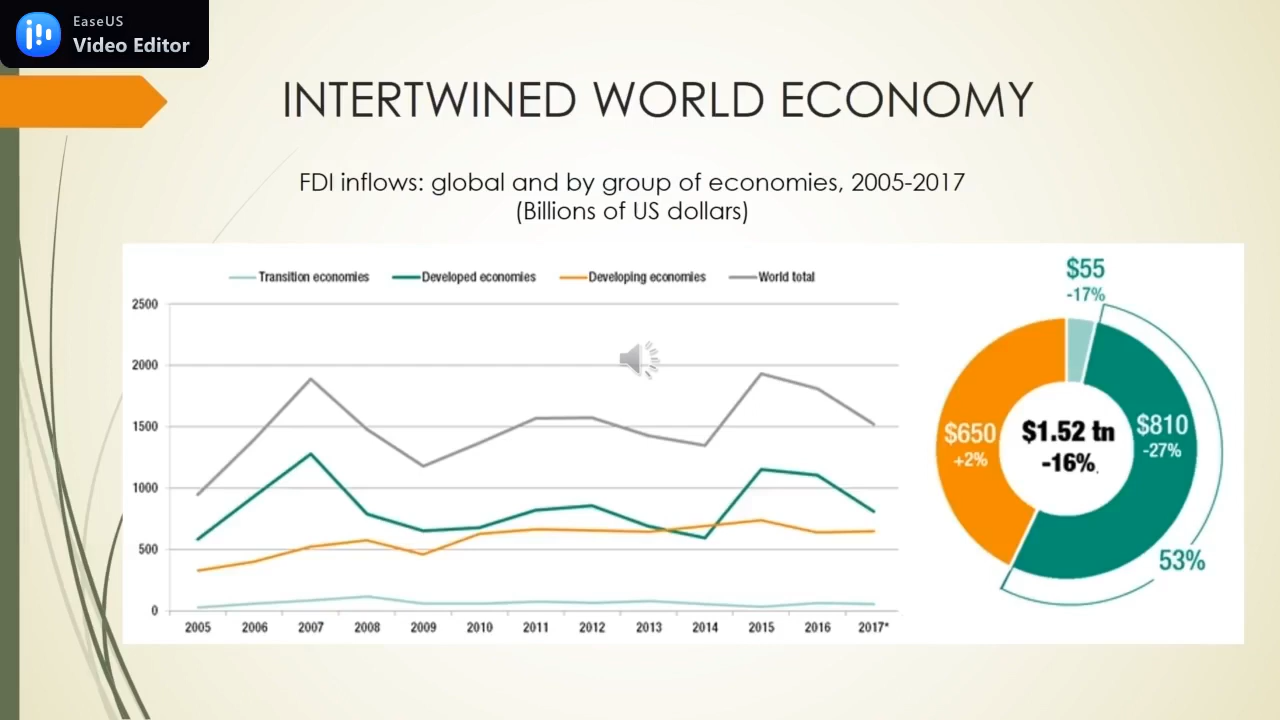 EaseUS
Video Editor
INTERTWINED WORLD ECONOMY
FDI inflows: global and by group of economies, 2005-2017
(Billions of US dollars)
Transition economies Developed economies Developing economies World total
2500
2000
1500
1000
500
0
2005 2006 2007 2008 2009 2010 2011 2012 2013 2014 2015 2016 2017*
$55
-17%
$650
+2%
$1.52 tn
-16%
$810
-27%
53%